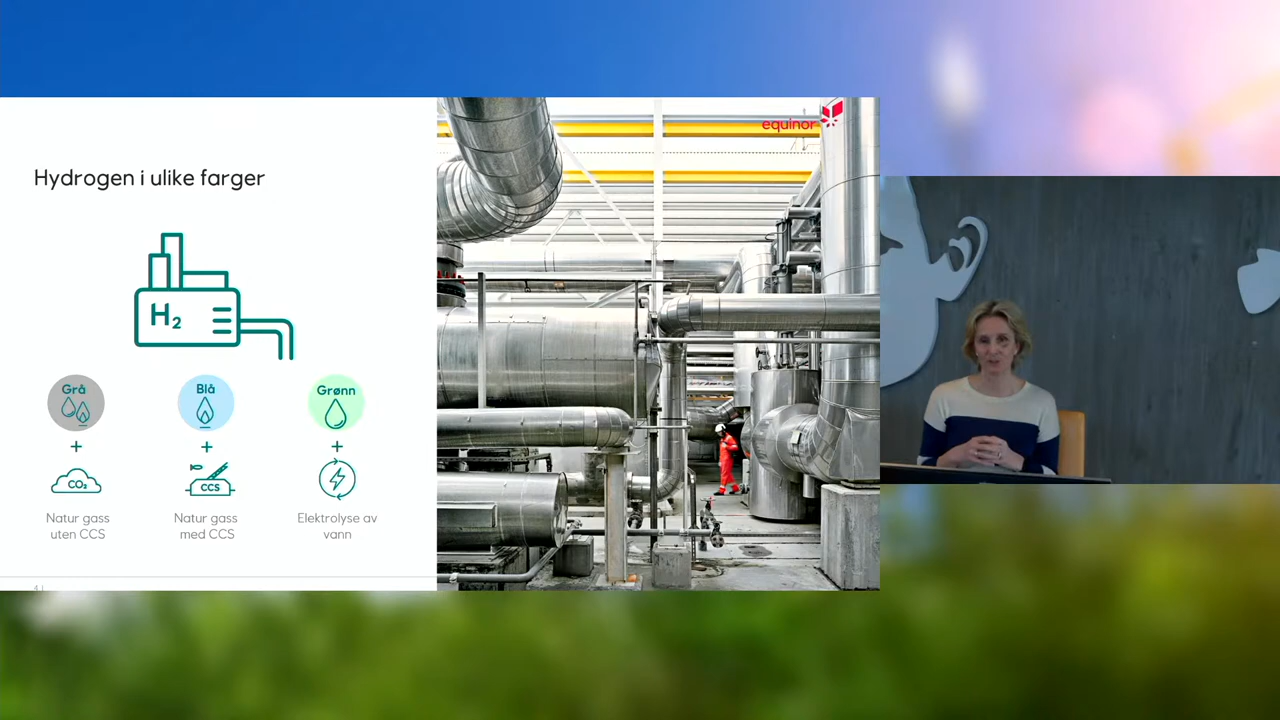 Hydrogen i ulike farger
equinor
H2
Grå
Blå
Grønn
+
+
+
CO2
CCS
Natur gass
uten CCS
Natur gass
med CCS
Elektrolyse av
vann
4 |